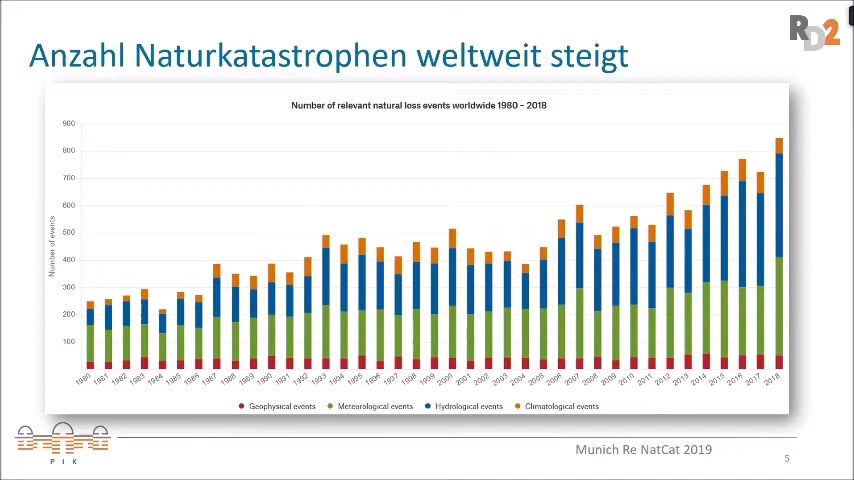 RD2
Anzahl Naturkatastrophen weltweit steigt
Number of relevant natural loss events worldwide 1980 – 2018
Number of events
900
800
700
600
500
400
300
200
100
1980 1981 1982 1983 1984 1985 1986 1987 1988 1989 1990 1991 1992 1993 1994 1995 1996 1997 1998 1999 2000 2001 2002 2003 2004 2005 2006 2007 2008 2009 2010 2011 2012 2013 2014 2015 2016 2017 2018
Geophysical events Meteorological events Hydrological events Climatological events
PIK
Munich Re NatCat 2019
5